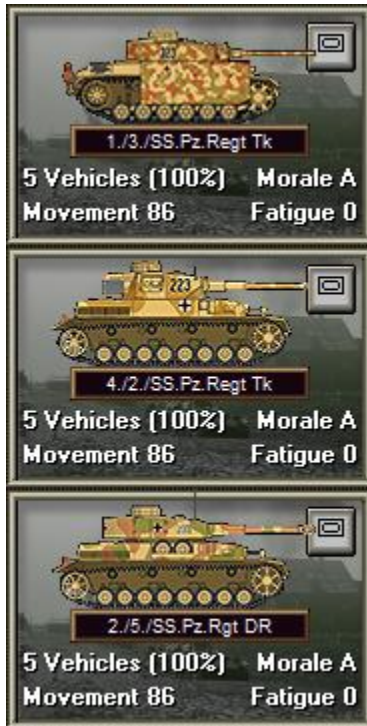 223
1./3./SS.Pz.Regt Tk
5 Vehicles (100%) Morale A
Movement 86 Fatigue 0
223
4./2./SS.Pz.Regt Tk
5 Vehicles (100%) Morale A
Movement 86 Fatigue 0
2./5./SS.Pz.Rgt DR
5 Vehicles (100%) Morale A
Movement 86 Fatigue 0